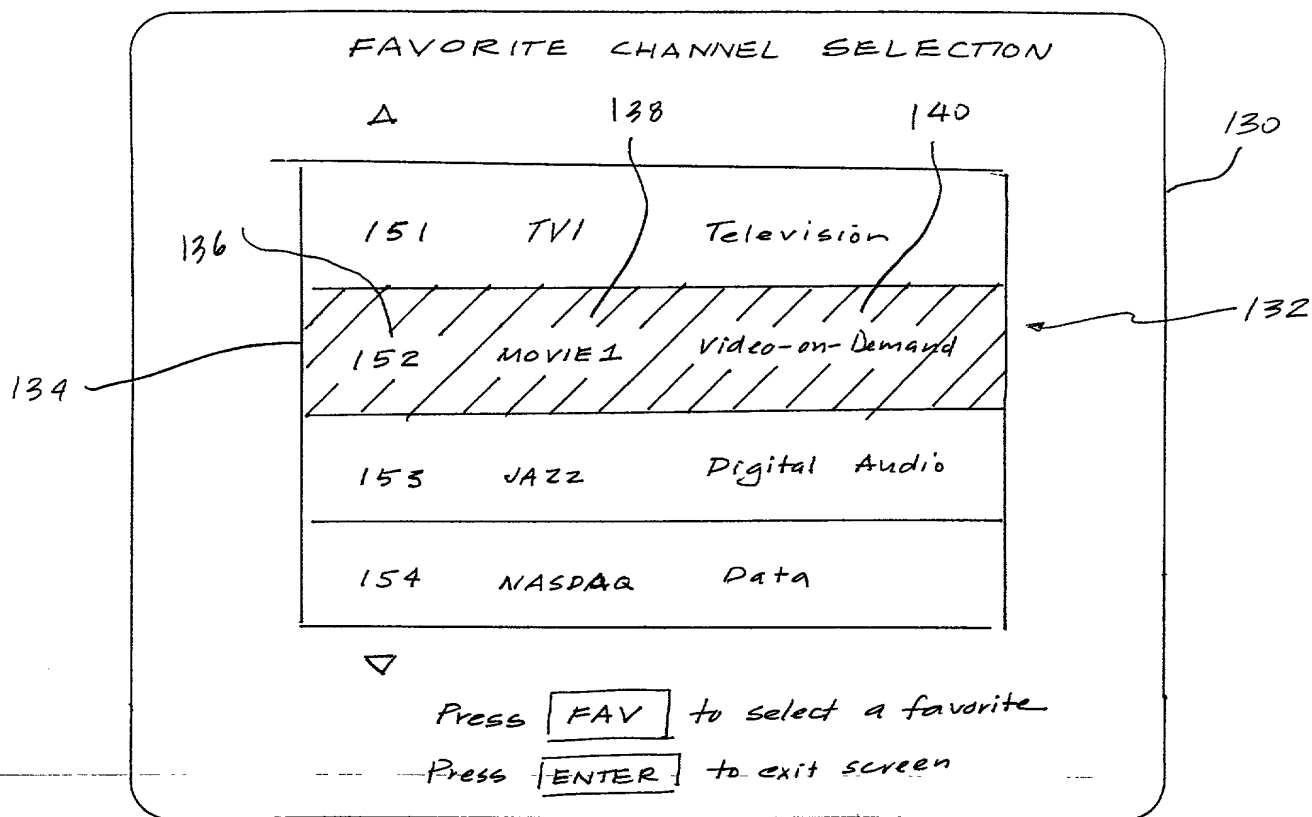 FAVORITE CHANNEL SELECTION
△ 138 140
130
151 TV1 Television
136
132
152 MOVIE1 Video-on-Demand
134
153 JAZZ Digital Audio
154 NASDAQ Data
▽
Press FAV to select a favorite
Press ENTER to exit screen